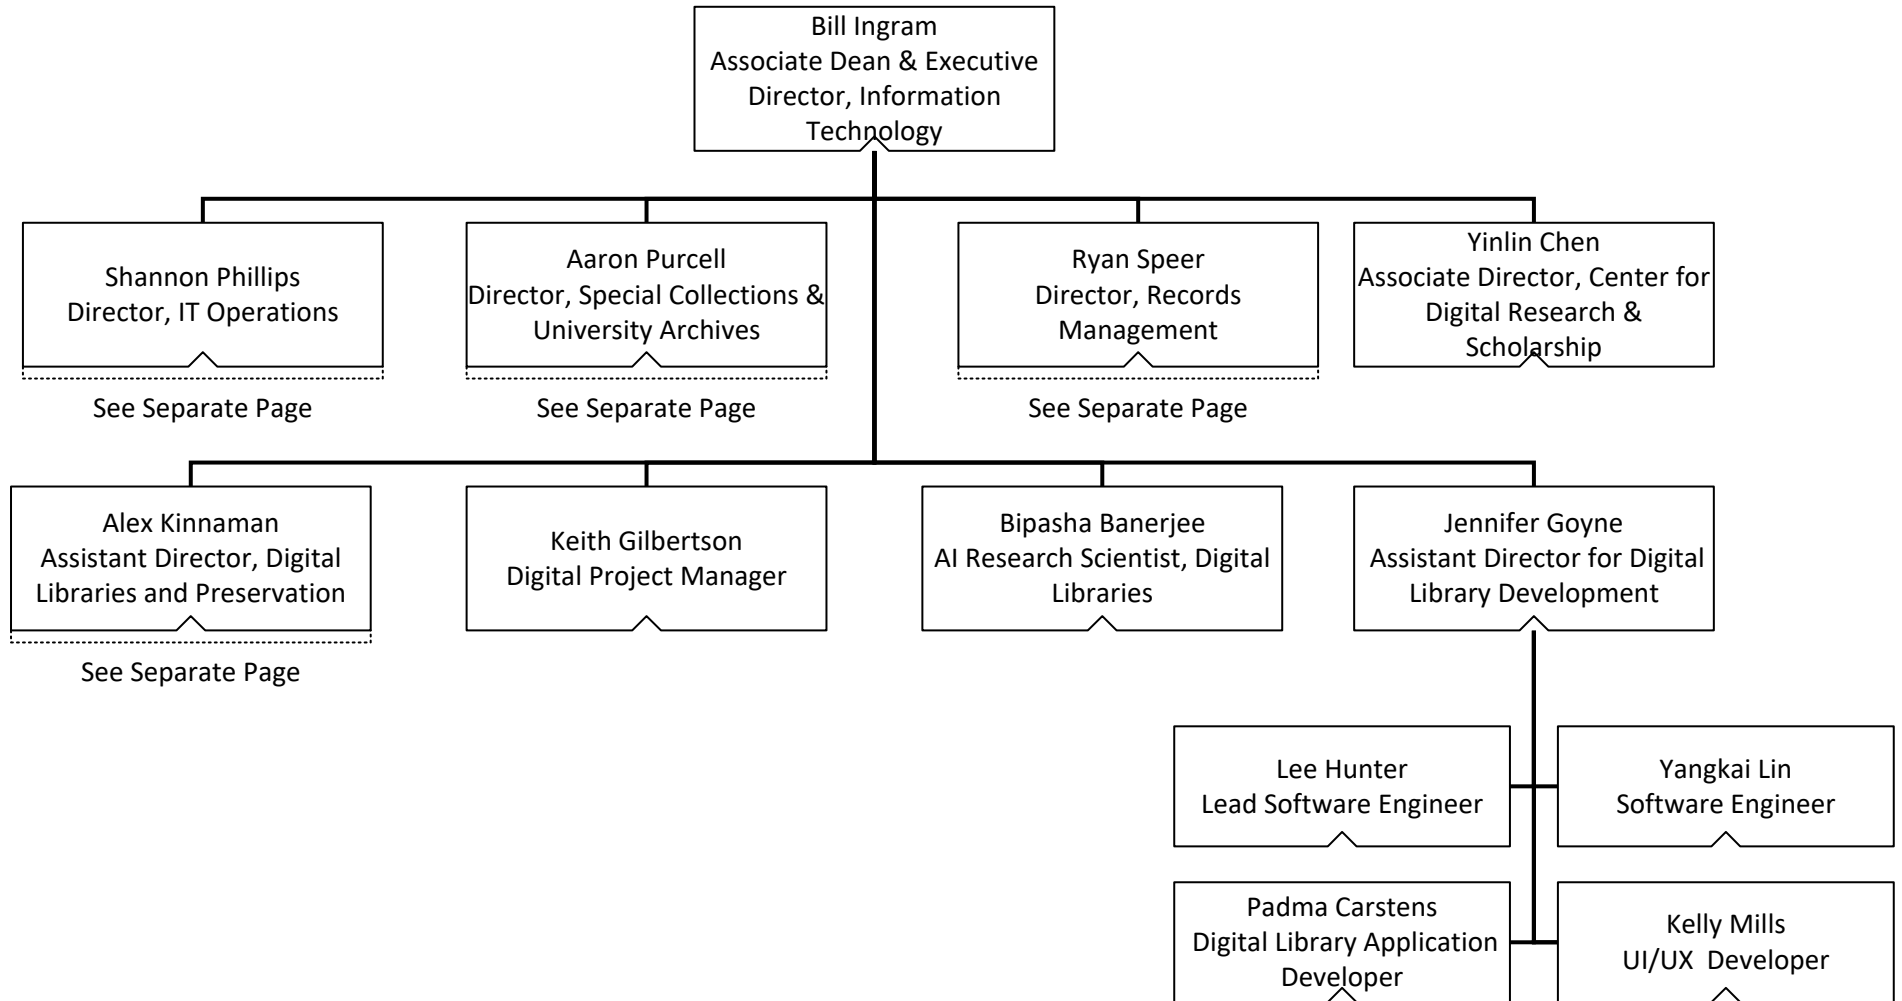 Bill Ingram
Associate Dean & Executive
Director, Information
Technology
Shannon Phillips
Director, IT Operations
See Separate Page
Aaron Purcell
Director, Special Collections &
University Archives
See Separate Page
Ryan Speer
Director, Records
Management
See Separate Page
Yinlin Chen
Associate Director, Center for
Digital Research &
Scholarship
Alex Kinnaman
Assistant Director, Digital
Libraries and Preservation
See Separate Page
Keith Gilbertson
Digital Project Manager
Bipasha Banerjee
AI Research Scientist, Digital
Libraries
Jennifer Goyne
Assistant Director for Digital
Library Development
Lee Hunter
Lead Software Engineer
Yangkai Lin
Software Engineer
Padma Carstens
Digital Library Application
Developer
Kelly Mills
UI/UX  Developer